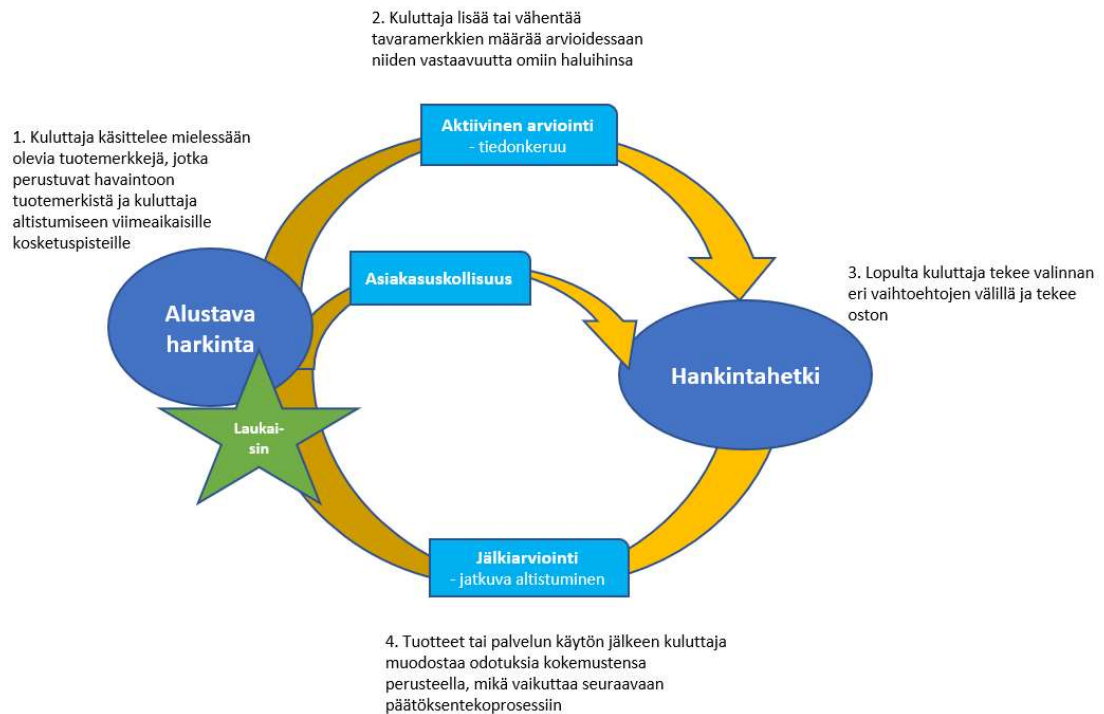 2. Kuluttaja lisää tai vähentää
tavaramerkkien määrää arvioidessaan
niiden vastaavuutta omiin haluihinsa
Aktiivinen arviointi
- tiedonkeruu
1. Kuluttaja käsittelee mielessään
olevia tuotemerkkejä, jotka
perustuvat havaintoon
tuotemerkistä ja kuluttaja
altistumiseen viimeaikaisille
kosketuspisteille
Asiakasuskollisuus
3. Lopulta kuluttaja tekee valinnan
eri vaihtoehtojen välillä ja tekee
oston
Alustava
harkinta
Hankintahetki
Laukai-
sin
Jälkiarviointi
- jatkuva altistuminen
4. Tuotteet tai palvelun käytön jälkeen kuluttaja
muodostaa odotuksia kokemustensa
perusteella, mikä vaikuttaa seuraavaan
päätöksentekoprosessiin